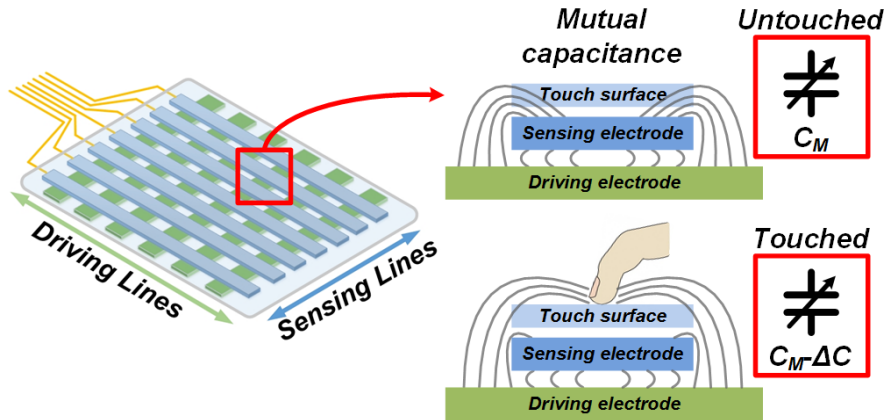 Mutual
capacitance
Untouched
Touch surface
Sensing electrode
Driving electrode
C_M
Driving Lines
Sensing Lines
Touched
Touch surface
Sensing electrode
Driving electrode
C_M-ΔC